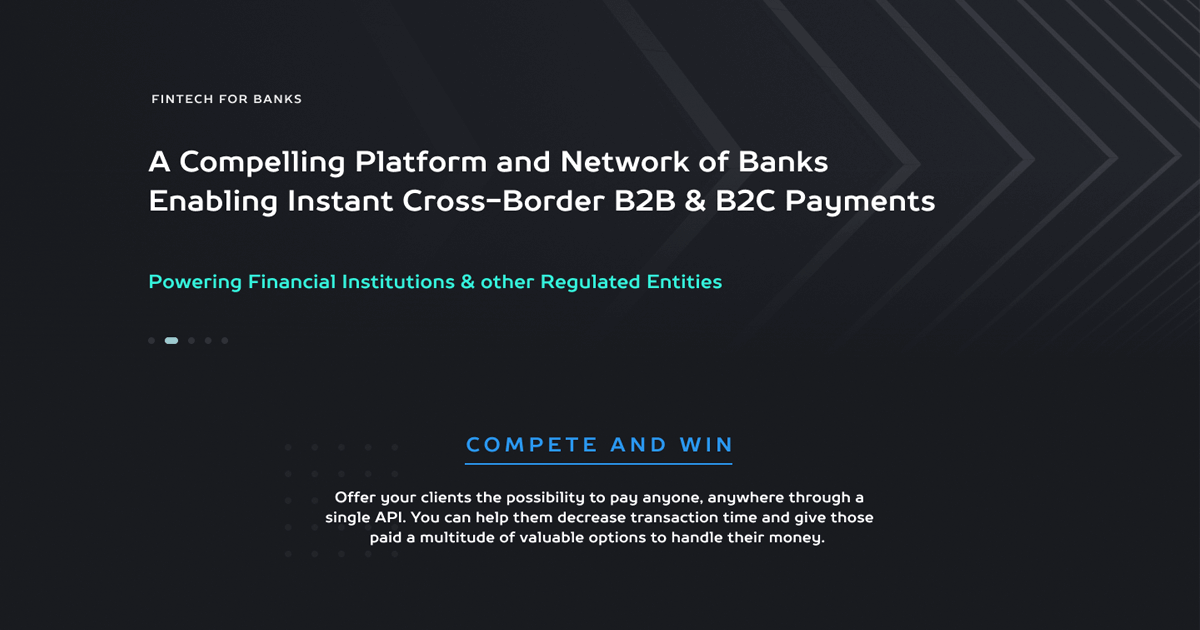 FINTECH FOR BANKS
A Compelling Platform and Network of Banks
Enabling Instant Cross-Border B2B & B2C Payments
Powering Financial Institutions & other Regulated Entities
COMPETE AND WIN
Offer your clients the possibility to pay anyone, anywhere through a
single API. You can help them decrease transaction time and give those
paid a multitude of valuable options to handle their money.